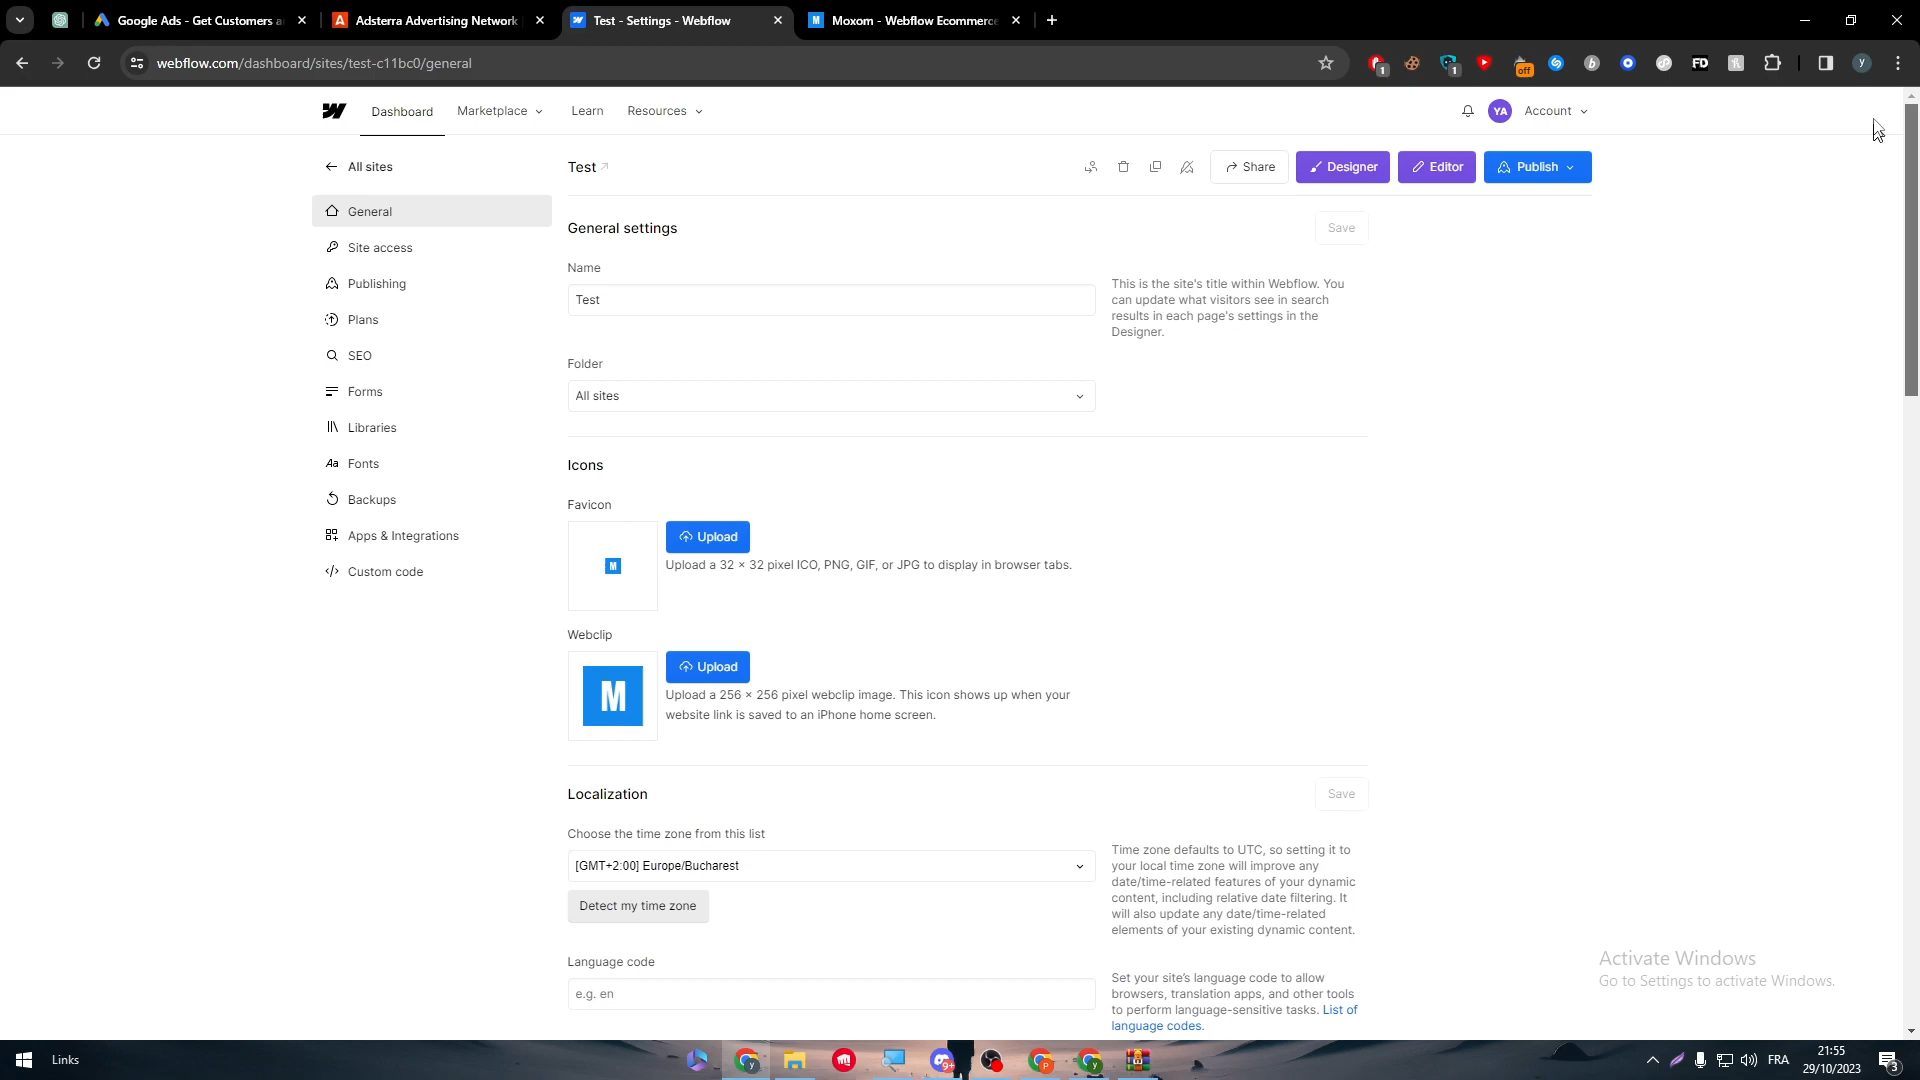 Google Ads - Get Customers a
Adsterra Advertising Network
Test - Settings - Webflow
Moxom - Webflow Ecommerce
webflow.com/dashboard/sites/test-c11bc0/general
1
1
off
b
FD
y
Dashboard
Marketplace
Learn
Resources
YA
Account
All sites
Test
Share
Designer
Editor
Publish
General
Site access
Publishing
Plans
SEO
Forms
Libraries
Aa Fonts
Backups
Apps & Integrations
</> Custom code
General settings
Save
Name
Test
This is the site's title within Webflow. You
can update what visitors see in search
results in each page's settings in the
Designer.
Folder
All sites
Icons
Favicon
M
Upload
Upload a 32 × 32 pixel ICO, PNG, GIF, or JPG to display in browser tabs.
Webclip
M
Upload
Upload a 256 × 256 pixel webclip image. This icon shows up when your
website link is saved to an iPhone home screen.
Localization
Save
Choose the time zone from this list
[GMT+2:00] Europe/Bucharest
Detect my time zone
Time zone defaults to UTC, so setting it to
your local time zone will improve any
date/time-related features of your dynamic
content, including relative date filtering. It
will also update any date/time-related
elements of your existing dynamic content.
Language code
e.g. en
Set your site's language code to allow
browsers, translation apps, and other tools
to perform language-sensitive tasks. List of
language codes.
Activate Windows
Go to Settings to activate Windows.
Links
9+
FRA
21:55
29/10/2023
3